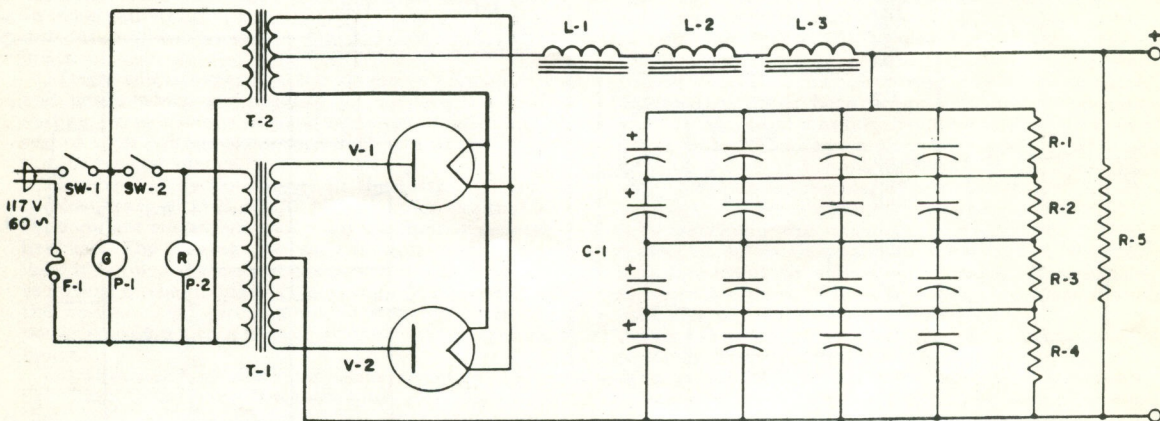 L-1 L-2 L-3
+
T-2
V-1
+
R-1
SW-1 SW-2
117 V
60 ∿
+
R-2
G R
C-1
R-5
F-1 P-1 P-2
+
R-3
T-1
V-2
+
R-4